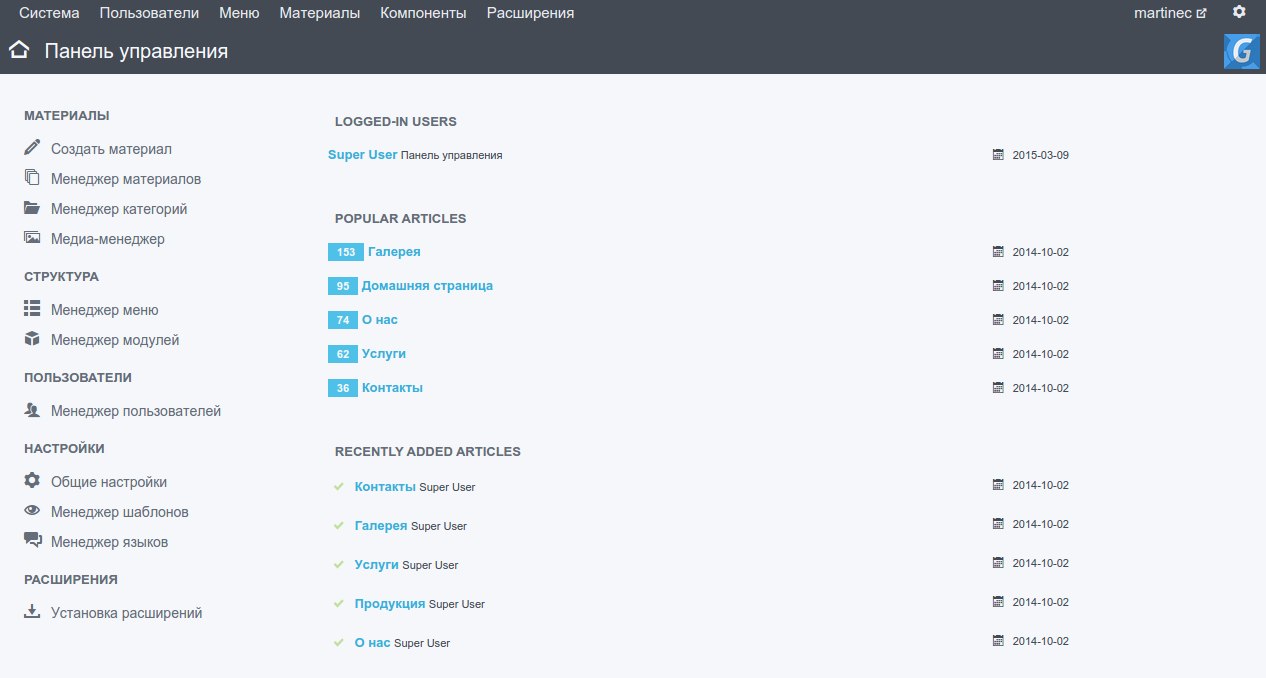 Система Пользователи Меню Материалы Компоненты Расширения martinec
Панель управления G
МАТЕРИАЛЫ
Создать материал
Менеджер материалов
Менеджер категорий
Медиа-менеджер
СТРУКТУРА
Менеджер меню
Менеджер модулей
ПОЛЬЗОВАТЕЛИ
Менеджер пользователей
НАСТРОЙКИ
Общие настройки
Менеджер шаблонов
Менеджер языков
РАСШИРЕНИЯ
Установка расширений
LOGGED-IN USERS
Super User Панель управления 2015-03-09
POPULAR ARTICLES
153 Галерея 2014-10-02
95 Домашняя страница 2014-10-02
74 О нас 2014-10-02
62 Услуги 2014-10-02
36 Контакты 2014-10-02
RECENTLY ADDED ARTICLES
Контакты Super User 2014-10-02
Галерея Super User 2014-10-02
Услуги Super User 2014-10-02
Продукция Super User 2014-10-02
О нас Super User 2014-10-02